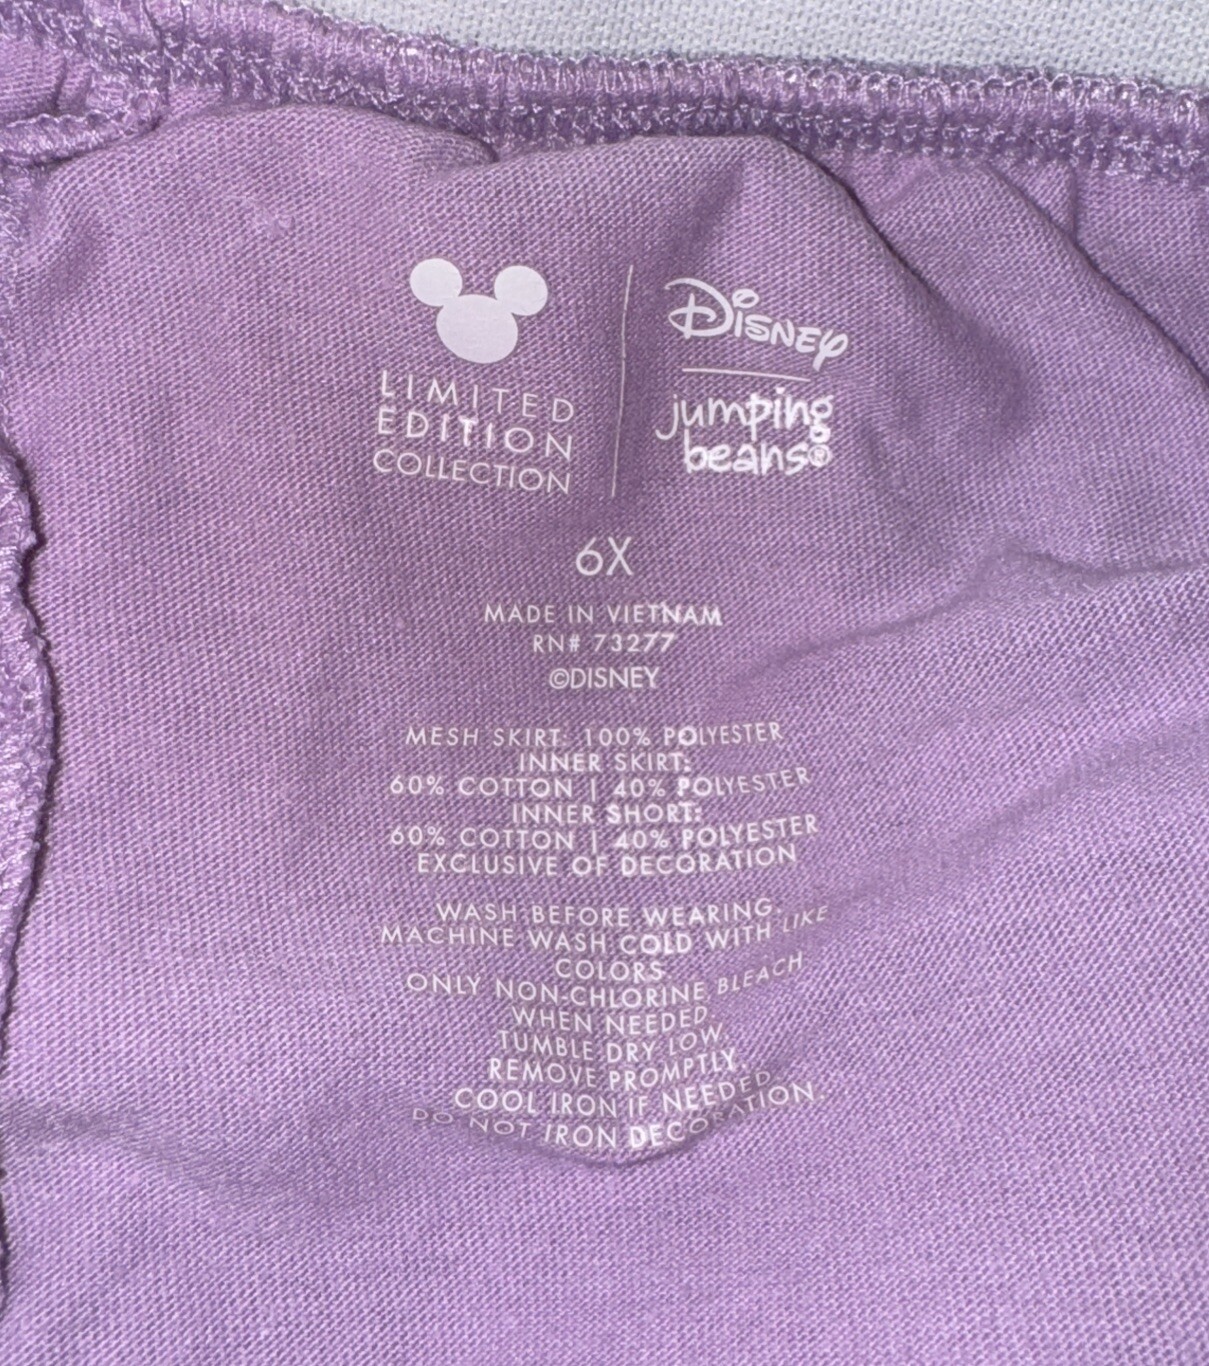 LIMITED
EDITION
COLLECTION
Disney
jumping
beans®
6X
MADE IN VIETNAM
RN# 73277
©DISNEY
MESH SKIRT: 100% POLYESTER
INNER SKIRT:
60% COTTON | 40% POLYESTER
INNER SHORT:
60% COTTON | 40% POLYESTER
EXCLUSIVE OF DECORATION
WASH BEFORE WEARING.
MACHINE WASH COLD WITH LIKE
COLORS.
ONLY NON-CHLORINE BLEACH
WHEN NEEDED.
TUMBLE DRY LOW.
REMOVE PROMPTLY.
COOL IRON IF NEEDED.
DO NOT IRON DECORATION.